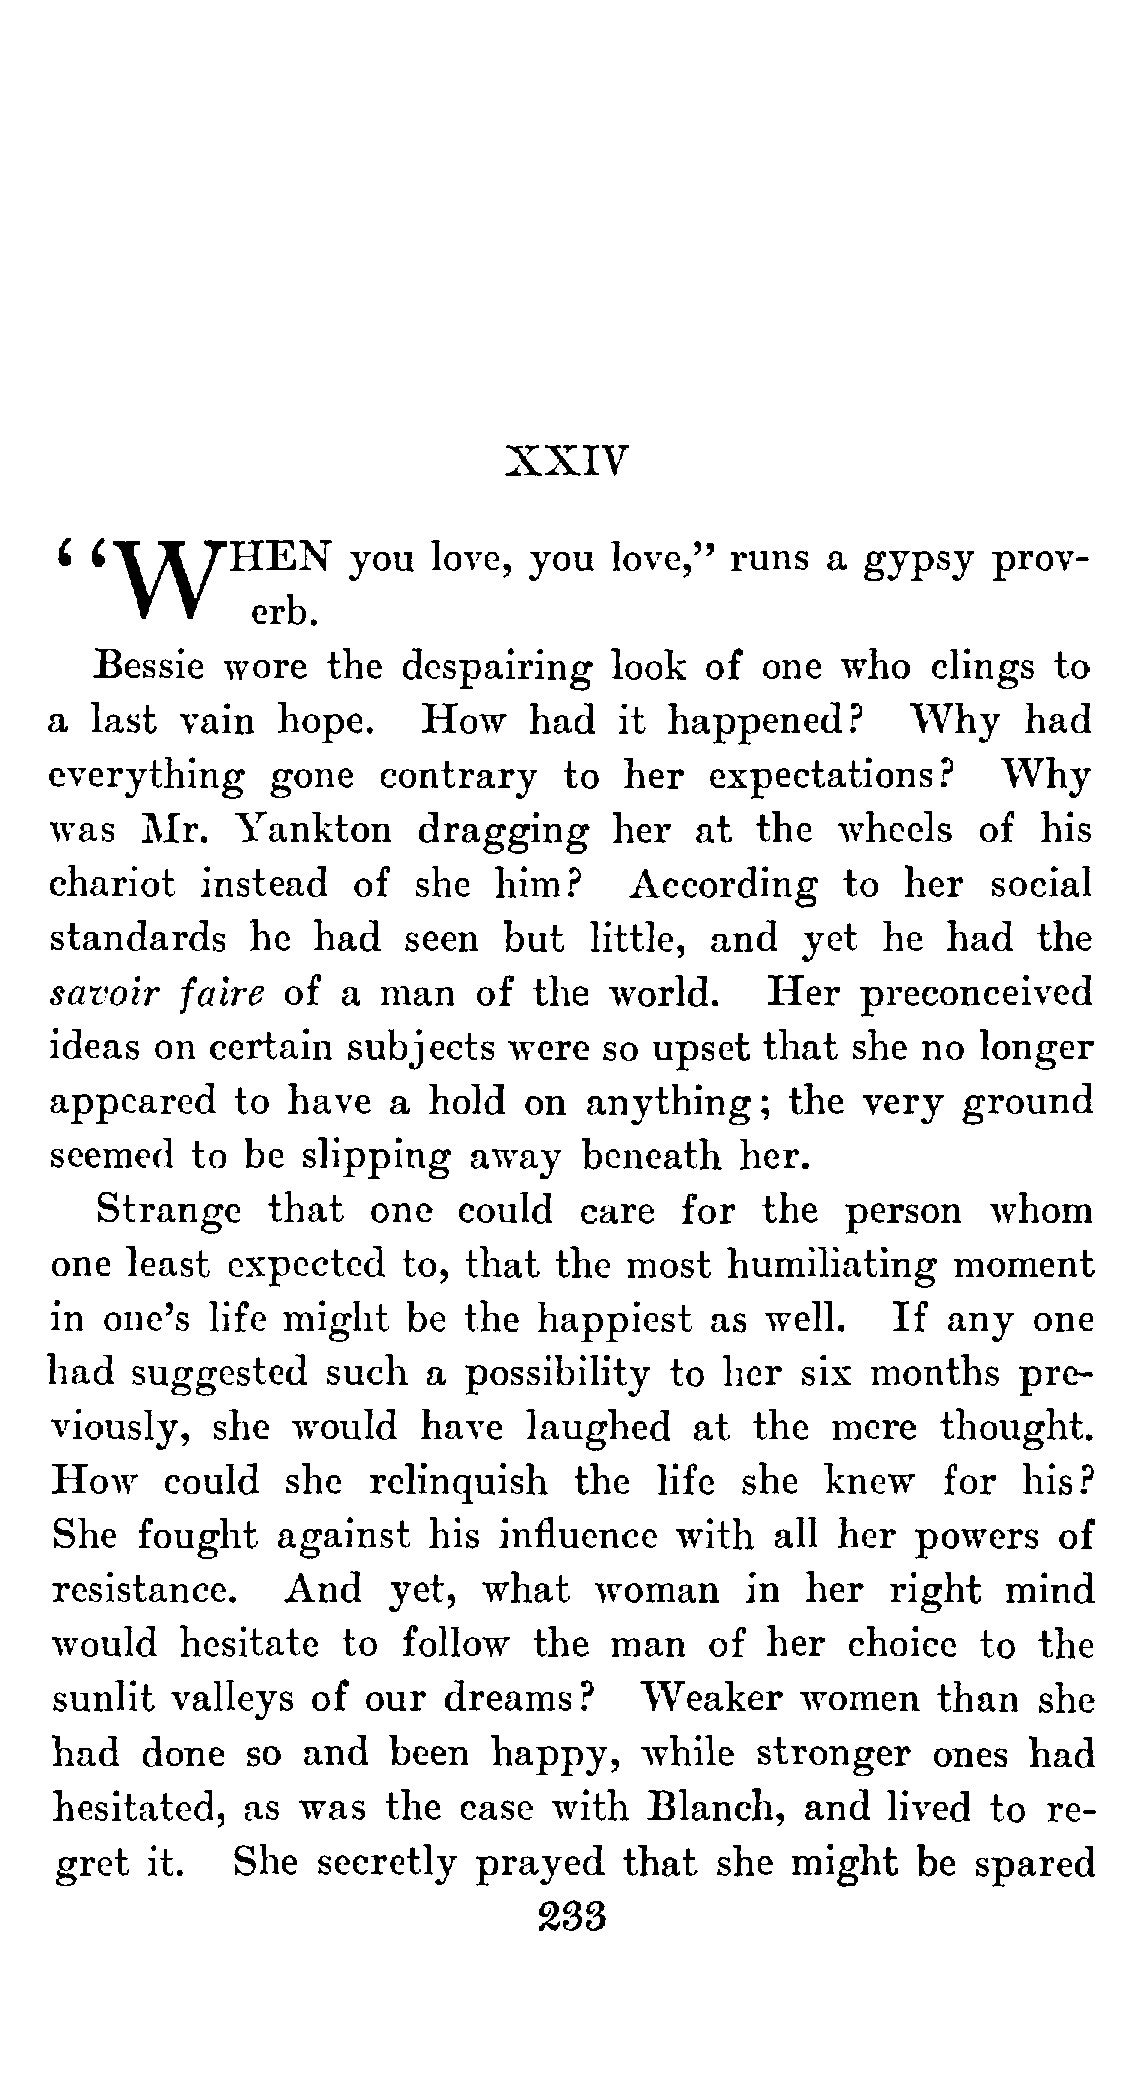 XXIV
“WHEN you love, you love,” runs a gypsy prov-
erb.
Bessie wore the despairing look of one who clings to
a last vain hope. How had it happened? Why had
everything gone contrary to her expectations? Why
was Mr. Yankton dragging her at the wheels of his
chariot instead of she him? According to her social
standards he had seen but little, and yet he had the
savoir faire of a man of the world. Her preconceived
ideas on certain subjects were so upset that she no longer
appeared to have a hold on anything; the very ground
seemed to be slipping away beneath her.
Strange that one could care for the person whom
one least expected to, that the most humiliating moment
in one’s life might be the happiest as well. If any one
had suggested such a possibility to her six months pre-
viously, she would have laughed at the mere thought.
How could she relinquish the life she knew for his?
She fought against his influence with all her powers of
resistance. And yet, what woman in her right mind
would hesitate to follow the man of her choice to the
sunlit valleys of our dreams? Weaker women than she
had done so and been happy, while stronger ones had
hesitated, as was the case with Blanch, and lived to re-
gret it. She secretly prayed that she might be spared
233